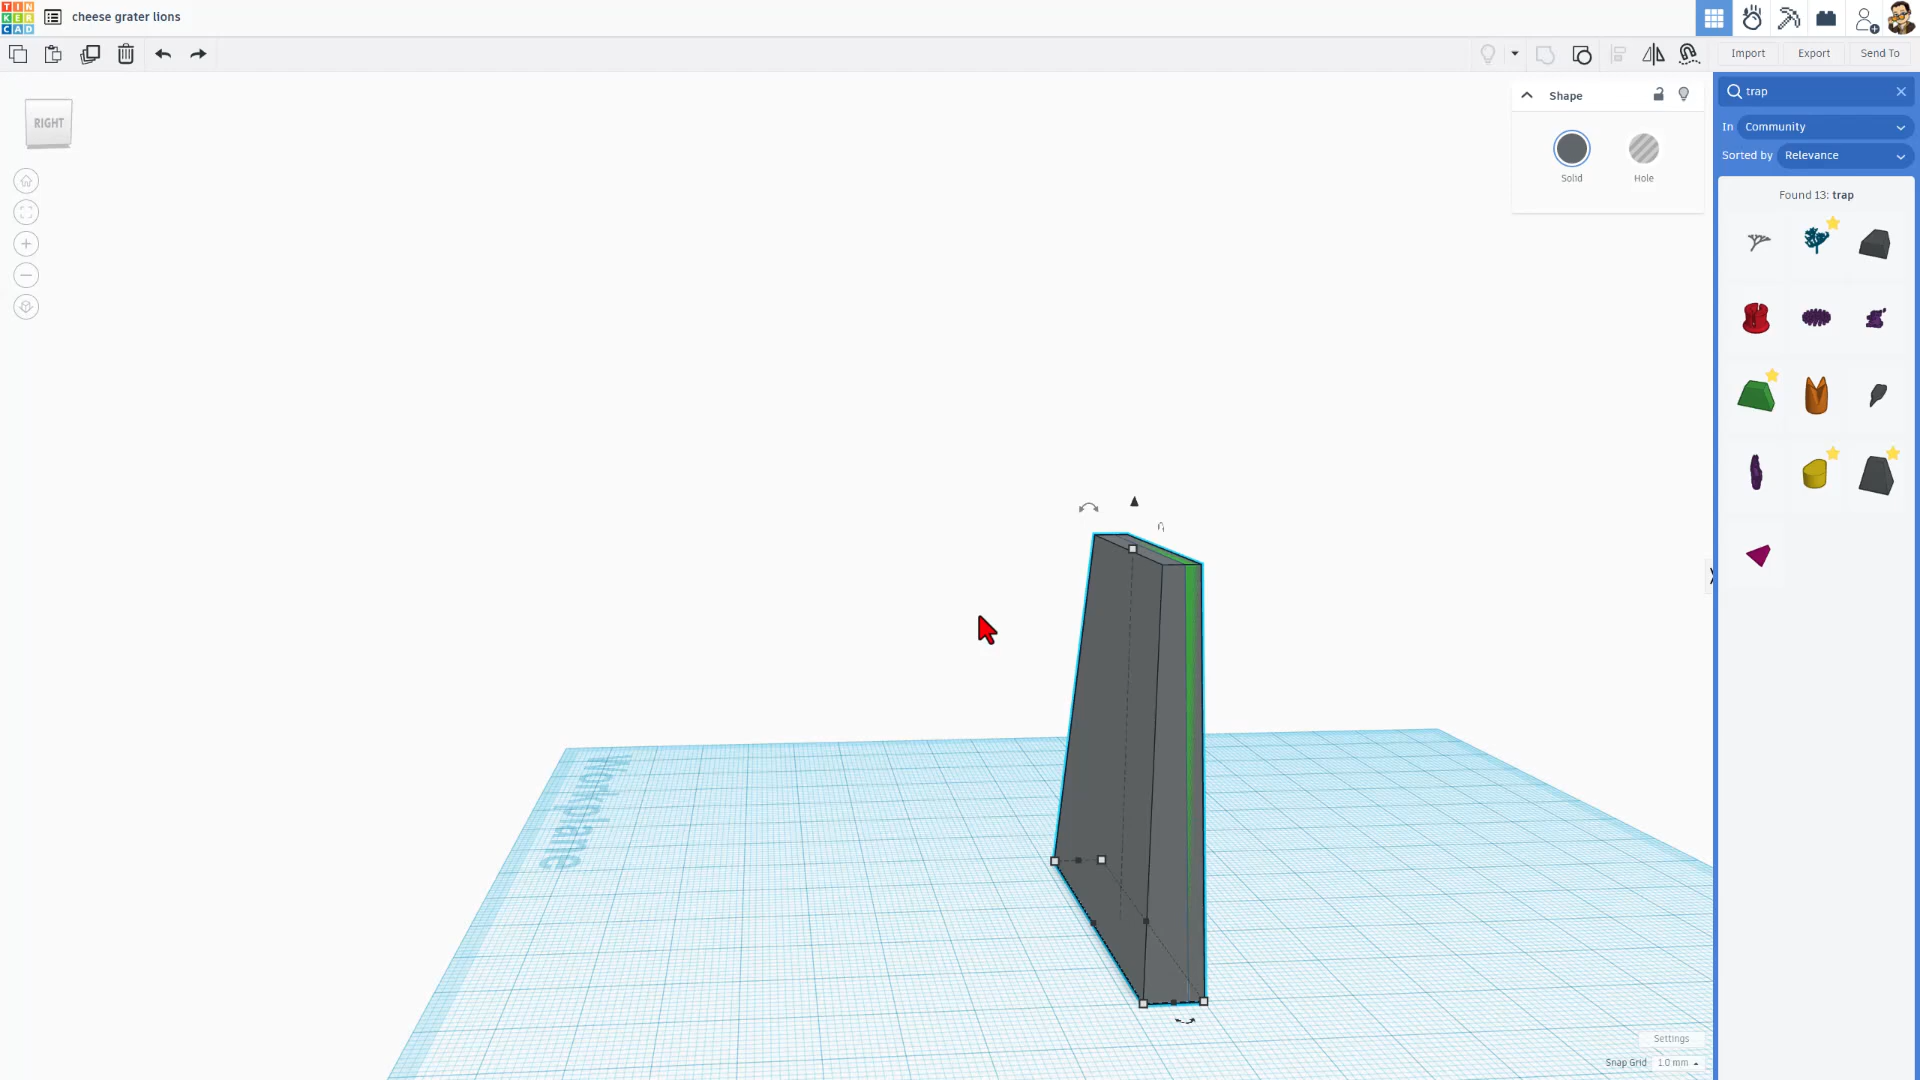 TIN
KER
CAD
cheese grater lions
Import
Export
Send To
RIGHT
Shape
Solid
Hole
trap
In
Community
Sorted by
Relevance
Found 13: trap
Workplane
Settings
Snap Grid
1.0 mm